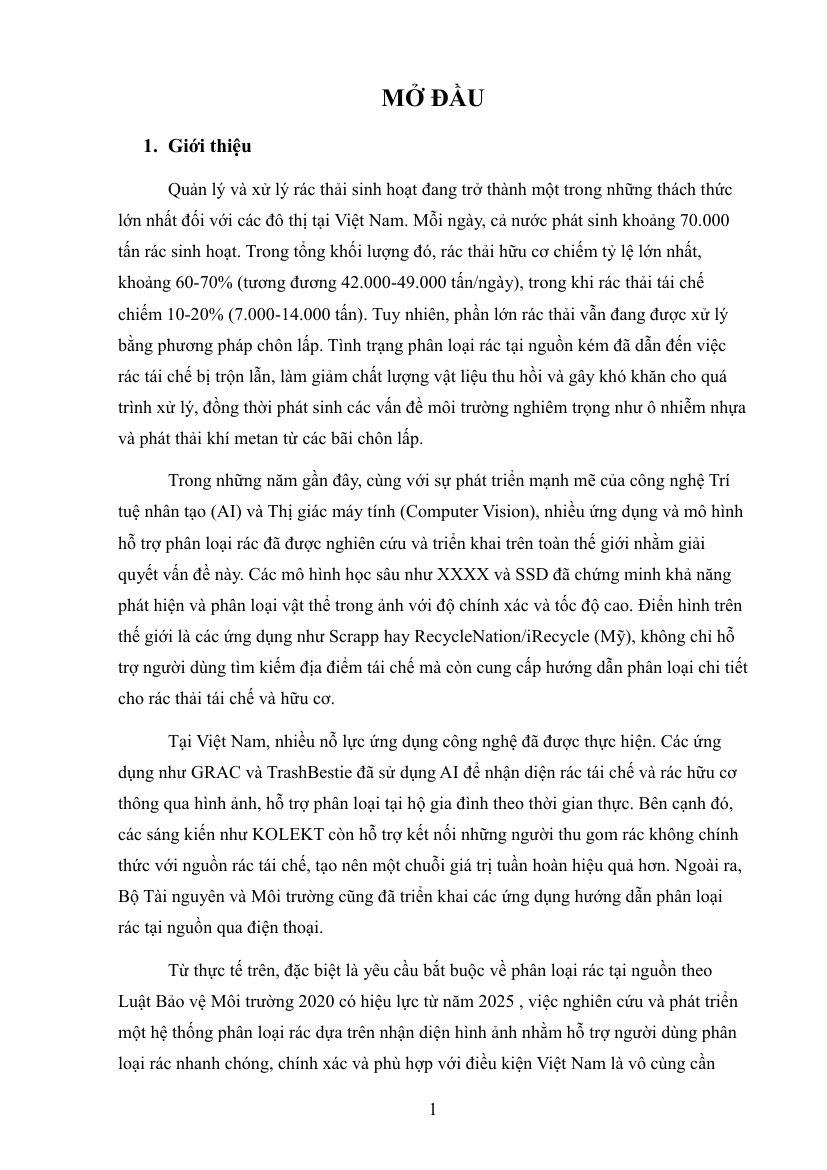 MỞ ĐẦU
1. Giới thiệu
Quản lý và xử lý rác thải sinh hoạt đang trở thành một trong những thách thức
lớn nhất đối với các đô thị tại Việt Nam. Mỗi ngày, cả nước phát sinh khoảng 70.000
tấn rác sinh hoạt. Trong tổng khối lượng đó, rác thải hữu cơ chiếm tỷ lệ lớn nhất,
khoảng 60-70% (tương đương 42.000-49.000 tấn/ngày), trong khi rác thải tái chế
chiếm 10-20% (7.000-14.000 tấn). Tuy nhiên, phần lớn rác thải vẫn đang được xử lý
bằng phương pháp chôn lấp. Tình trạng phân loại rác tại nguồn kém đã dẫn đến việc
rác tái chế bị trộn lẫn, làm giảm chất lượng vật liệu thu hồi và gây khó khăn cho quá
trình xử lý, đồng thời phát sinh các vấn đề môi trường nghiêm trọng như ô nhiễm nhựa
và phát thải khí metan từ các bãi chôn lấp.
Trong những năm gần đây, cùng với sự phát triển mạnh mẽ của công nghệ Trí
tuệ nhân tạo (AI) và Thị giác máy tính (Computer Vision), nhiều ứng dụng và mô hình
hỗ trợ phân loại rác đã được nghiên cứu và triển khai trên toàn thế giới nhằm giải
quyết vấn đề này. Các mô hình học sâu như XXXX và SSD đã chứng minh khả năng
phát hiện và phân loại vật thể trong ảnh với độ chính xác và tốc độ cao. Điển hình trên
thế giới là các ứng dụng như Scrapp hay RecycleNation/iRecycle (Mỹ), không chỉ hỗ
trợ người dùng tìm kiếm địa điểm tái chế mà còn cung cấp hướng dẫn phân loại chi tiết
cho rác thải tái chế và hữu cơ.
Tại Việt Nam, nhiều nỗ lực ứng dụng công nghệ đã được thực hiện. Các ứng
dụng như GRAC và TrashBestie đã sử dụng AI để nhận diện rác tái chế và rác hữu cơ
thông qua hình ảnh, hỗ trợ phân loại tại hộ gia đình theo thời gian thực. Bên cạnh đó,
các sáng kiến như KOLEKT còn hỗ trợ kết nối những người thu gom rác không chính
thức với nguồn rác tái chế, tạo nên một chuỗi giá trị tuần hoàn hiệu quả hơn. Ngoài ra,
Bộ Tài nguyên và Môi trường cũng đã triển khai các ứng dụng hướng dẫn phân loại
rác tại nguồn qua điện thoại.
Từ thực tế trên, đặc biệt là yêu cầu bắt buộc về phân loại rác tại nguồn theo
Luật Bảo vệ Môi trường 2020 có hiệu lực từ năm 2025 , việc nghiên cứu và phát triển
một hệ thống phân loại rác dựa trên nhận diện hình ảnh nhằm hỗ trợ người dùng phân
loại rác nhanh chóng, chính xác và phù hợp với điều kiện Việt Nam là vô cùng cần
1